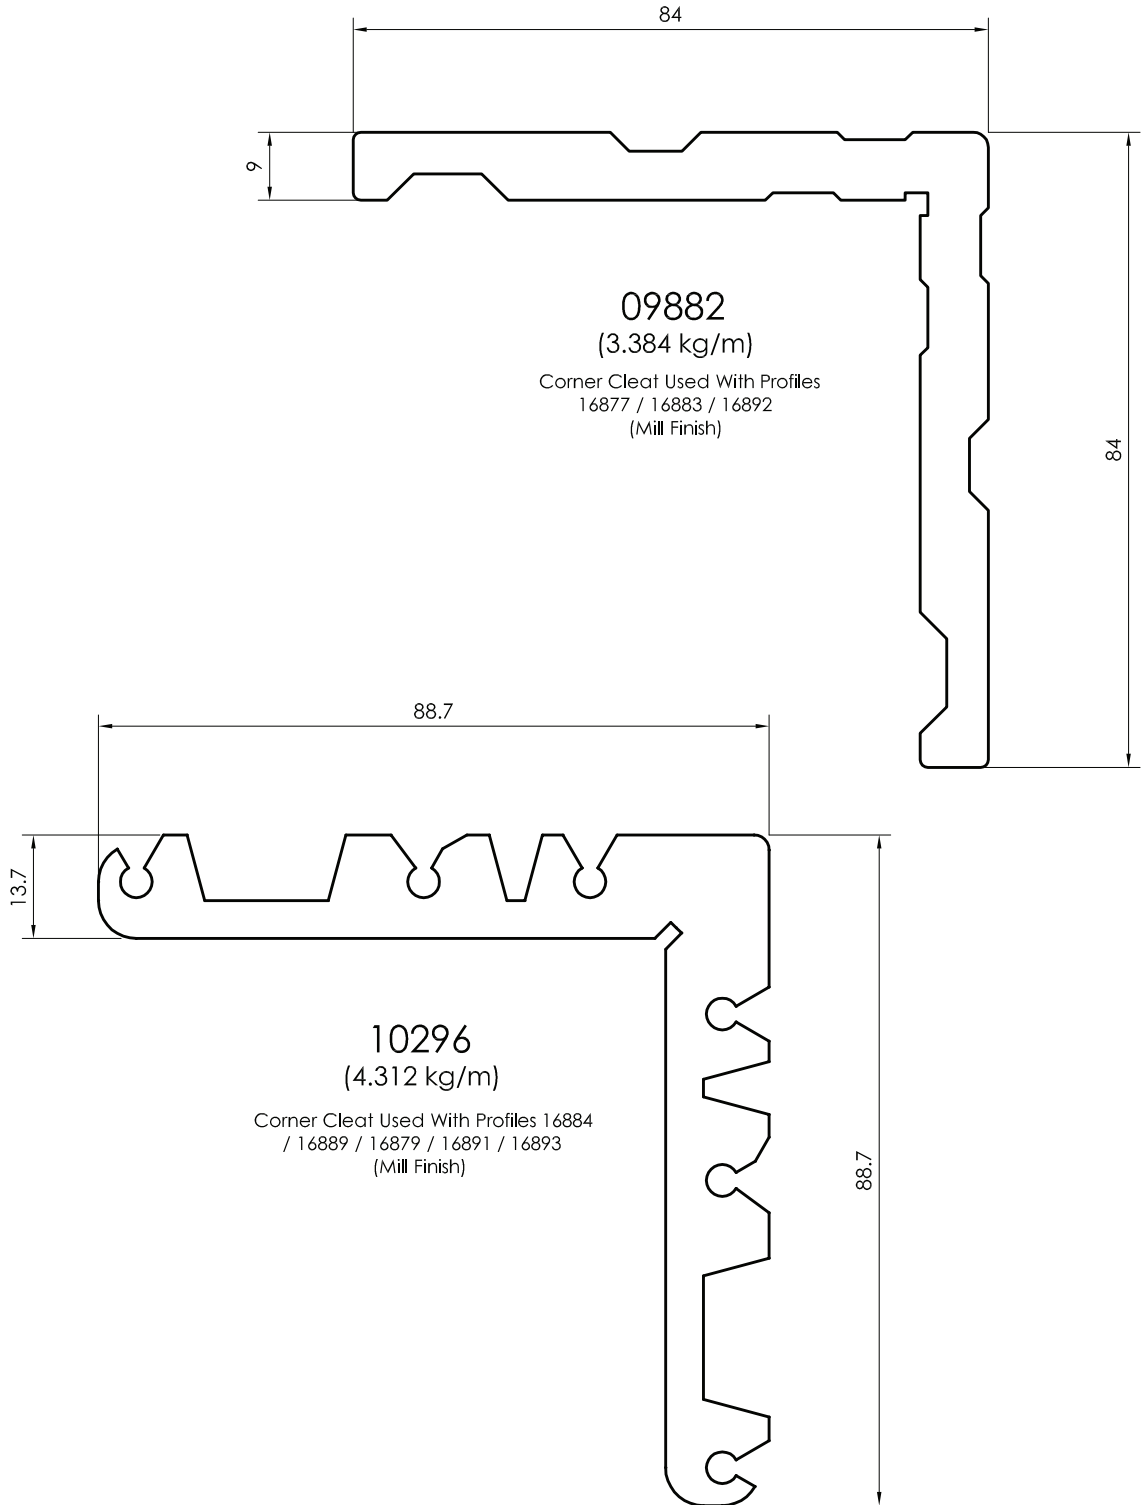 84
9
09882
(3.384 kg/m)
Corner Cleat Used With Profiles
16877 / 16883 / 16892
(Mill Finish)
84
88.7
13.7
10296
(4.312 kg/m)
Corner Cleat Used With Profiles 16884
/ 16889 / 16879 / 16891 / 16893
(Mill Finish)
88.7